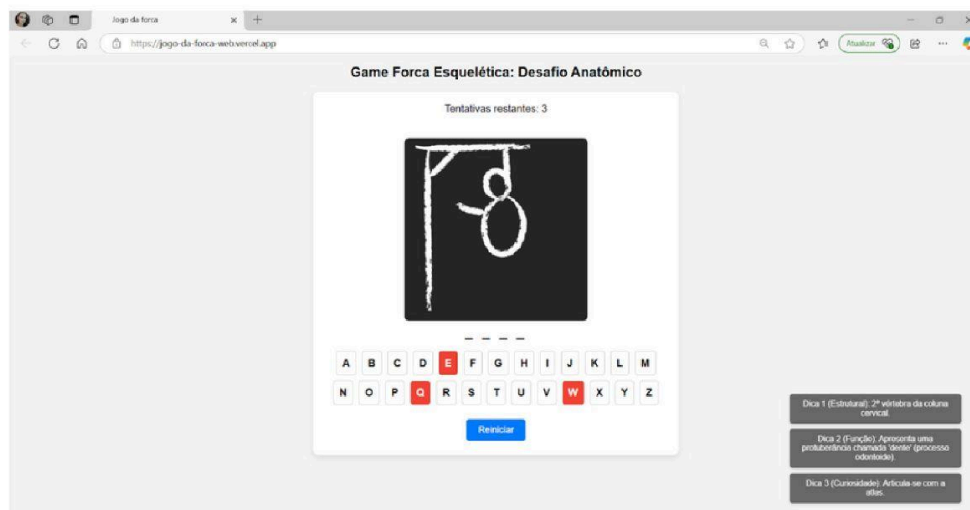 Jogo da forca
https://jogo-da-forca-web.vercel.app
Atualizar
Game Forca Esquelética: Desafio Anatômico
Tentativas restantes: 3
_ _ _ _
A B C D E F G H I J K L M
N O P Q R S T U V W X Y Z
Reiniciar
Dica 1 (Estrutural): 2ª vértebra da coluna
cervical.
Dica 2 (Função): Apresenta uma
protuberância chamada 'dente' (processo
odontoide).
Dica 3 (Curiosidade): Articula-se com a
atlas.